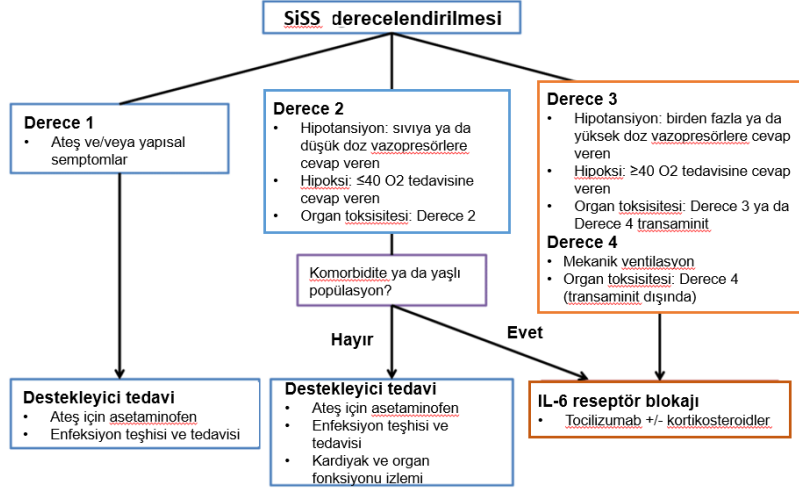 SiSS derecelendirilmesi
Derece 1
• Ateş ve/veya yapısal
semptomlar
Derece 2
• Hipotansiyon: sıvıya ya da
düşük doz vazopresörlere
cevap veren
• Hipoksi: ≤40 O2 tedavisine
cevap veren
• Organ toksisitesi: Derece 2
Derece 3
• Hipotansiyon: birden fazla ya da
yüksek doz vazopresörlere cevap
veren
• Hipoksi: ≥40 O2 tedavisine cevap
veren
• Organ toksisitesi: Derece 3 ya da
Derece 4 transaminit
Derece 4
• Mekanik ventilasyon
• Organ toksisitesi: Derece 4
(transaminit dışında)
Komorbidite ya da yaşlı
popülasyon?
Hayır
Evet
Destekleyici tedavi
• Ateş için asetaminofen
• Enfeksiyon teşhisi ve tedavisi
Destekleyici tedavi
• Ateş için asetaminofen
• Enfeksiyon teşhisi ve
tedavisi
• Kardiyak ve organ
fonksiyonu izlemi
IL-6 reseptör blokajı
• Tocilizumab +/- kortikosteroidler